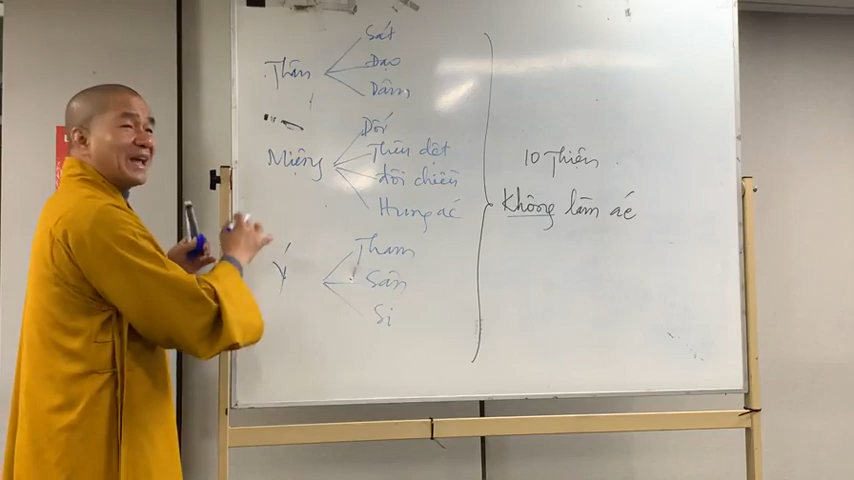 Thân
Sát
Đạo
Dâm
Miệng
Dối
Thêu dệt
đôi chiều
Hung ác
Ý
Tham
Sân
Si
10 Thiện
Không làm ác